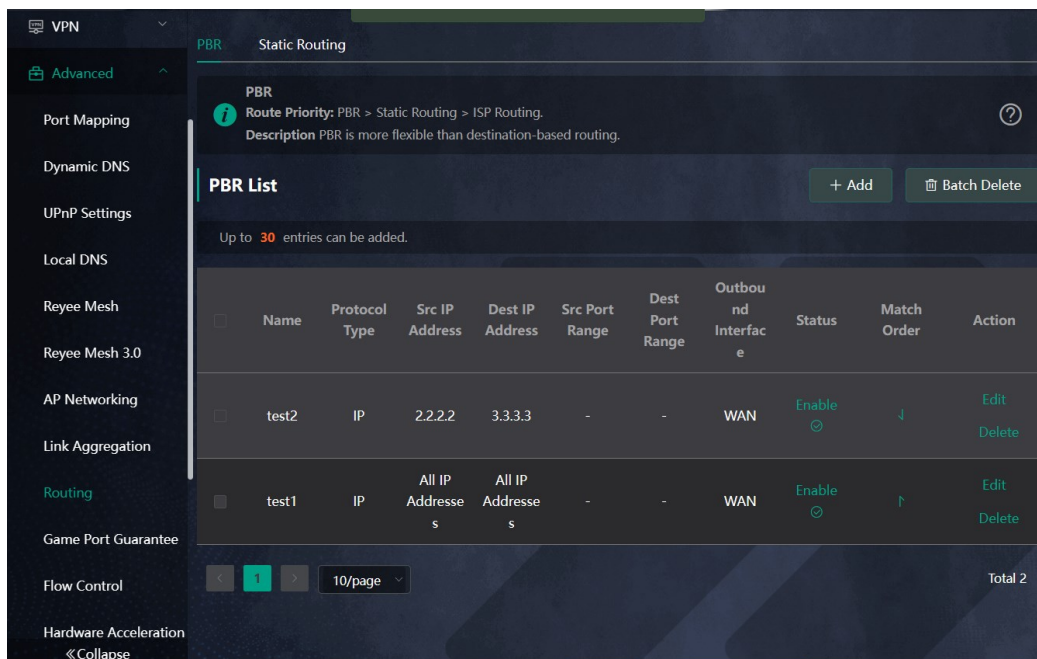 VPN
Advanced
Port Mapping
Dynamic DNS
UPnP Settings
Local DNS
Reyee Mesh
Reyee Mesh 3.0
AP Networking
Link Aggregation
Routing
Game Port Guarantee
Flow Control
Hardware Acceleration
≪Collapse
PBR Static Routing
PBR
Route Priority: PBR > Static Routing > ISP Routing.
Description PBR is more flexible than destination-based routing.
PBR List
+ Add Batch Delete
Up to 30 entries can be added.
Name Protocol Type Src IP Address Dest IP Address Src Port Range Dest Port Range Outbou nd Interfac e Status Match Order Action
test2 IP 2.2.2.2 3.3.3.3 - - WAN Enable Edit Delete
test1 IP All IP Addresse s All IP Addresse s - - WAN Enable Edit Delete
< 1 > 10/page Total 2